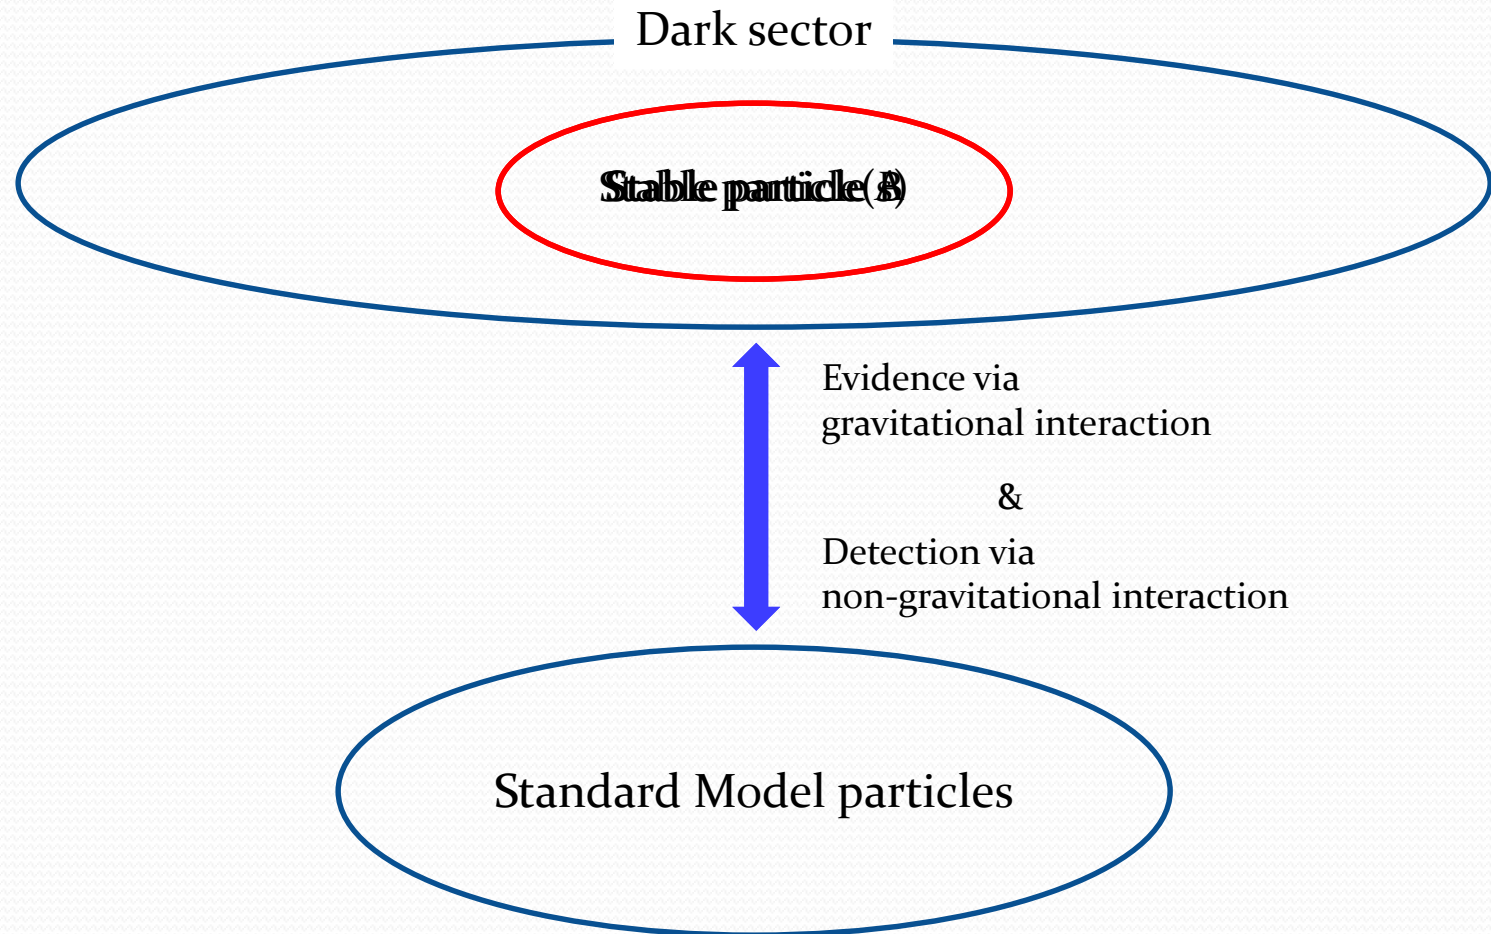 Dark sector
Stable particle
Evidence via
gravitational interaction
&
Detection via
non-gravitational interaction
Standard Model particles